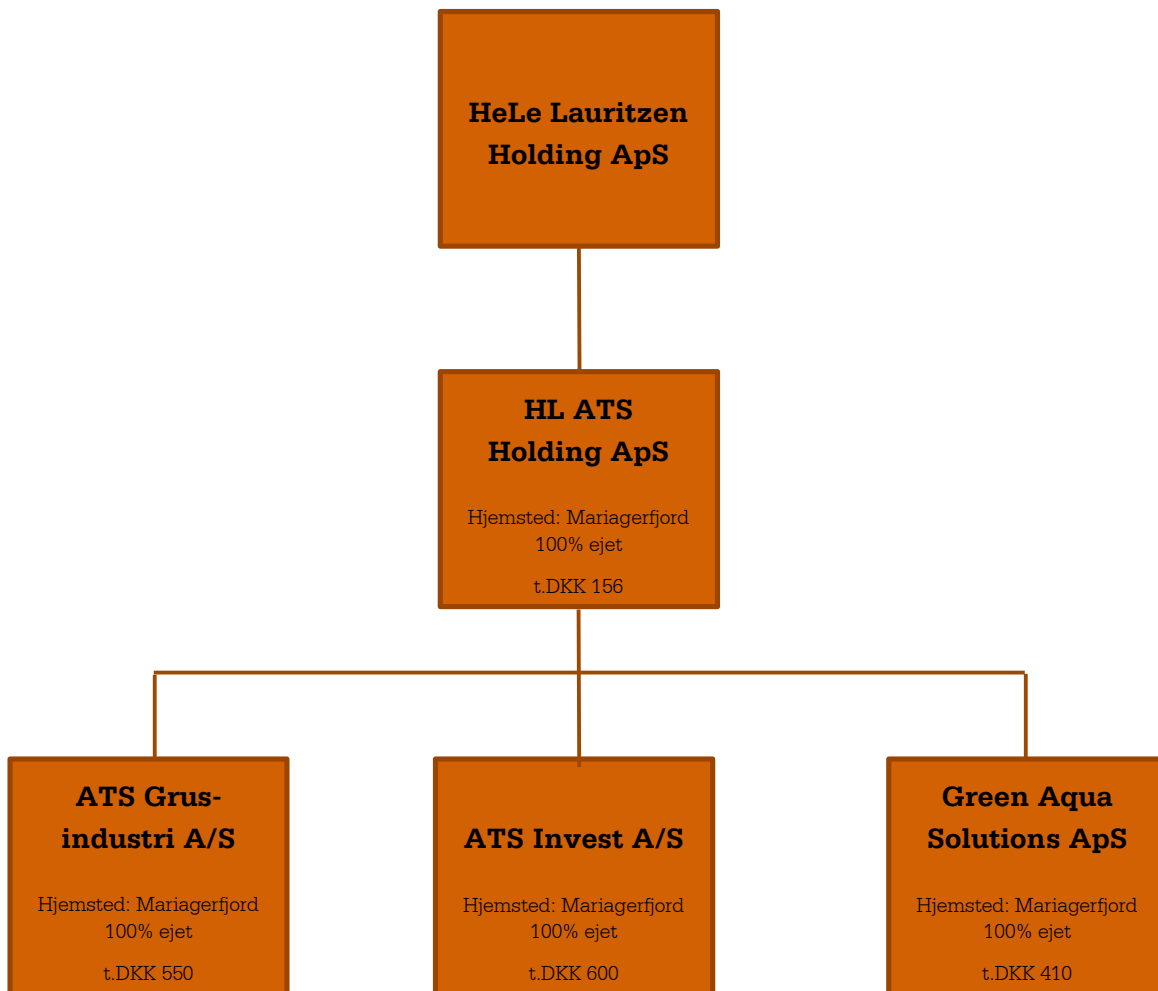 HeLe Lauritzen
Holding ApS
HL ATS
Holding ApS
Hjemsted: Mariagerfjord
100% ejet
t.DKK 156
ATS Grus-
industri A/S
Hjemsted: Mariagerfjord
100% ejet
t.DKK 550
ATS Invest A/S
Hjemsted: Mariagerfjord
100% ejet
t.DKK 600
Green Aqua
Solutions ApS
Hjemsted: Mariagerfjord
100% ejet
t.DKK 410